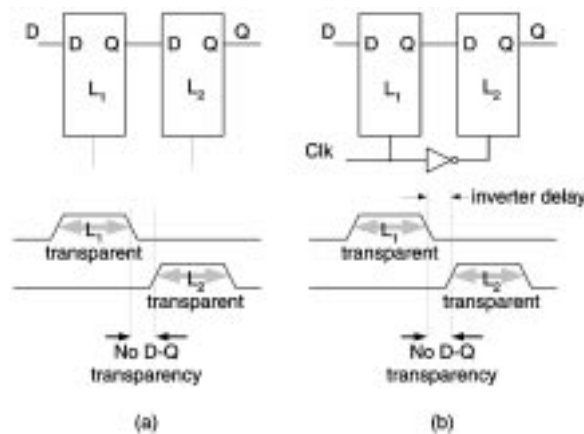 D
D Q
D Q
Q
L1
L2
L1
transparent
L2
transparent
No D-Q
transparency
(a)
D
D Q
D Q
Q
L1
L2
Clk
inverter delay
L1
transparent
L2
transparent
No D-Q
transparency
(b)